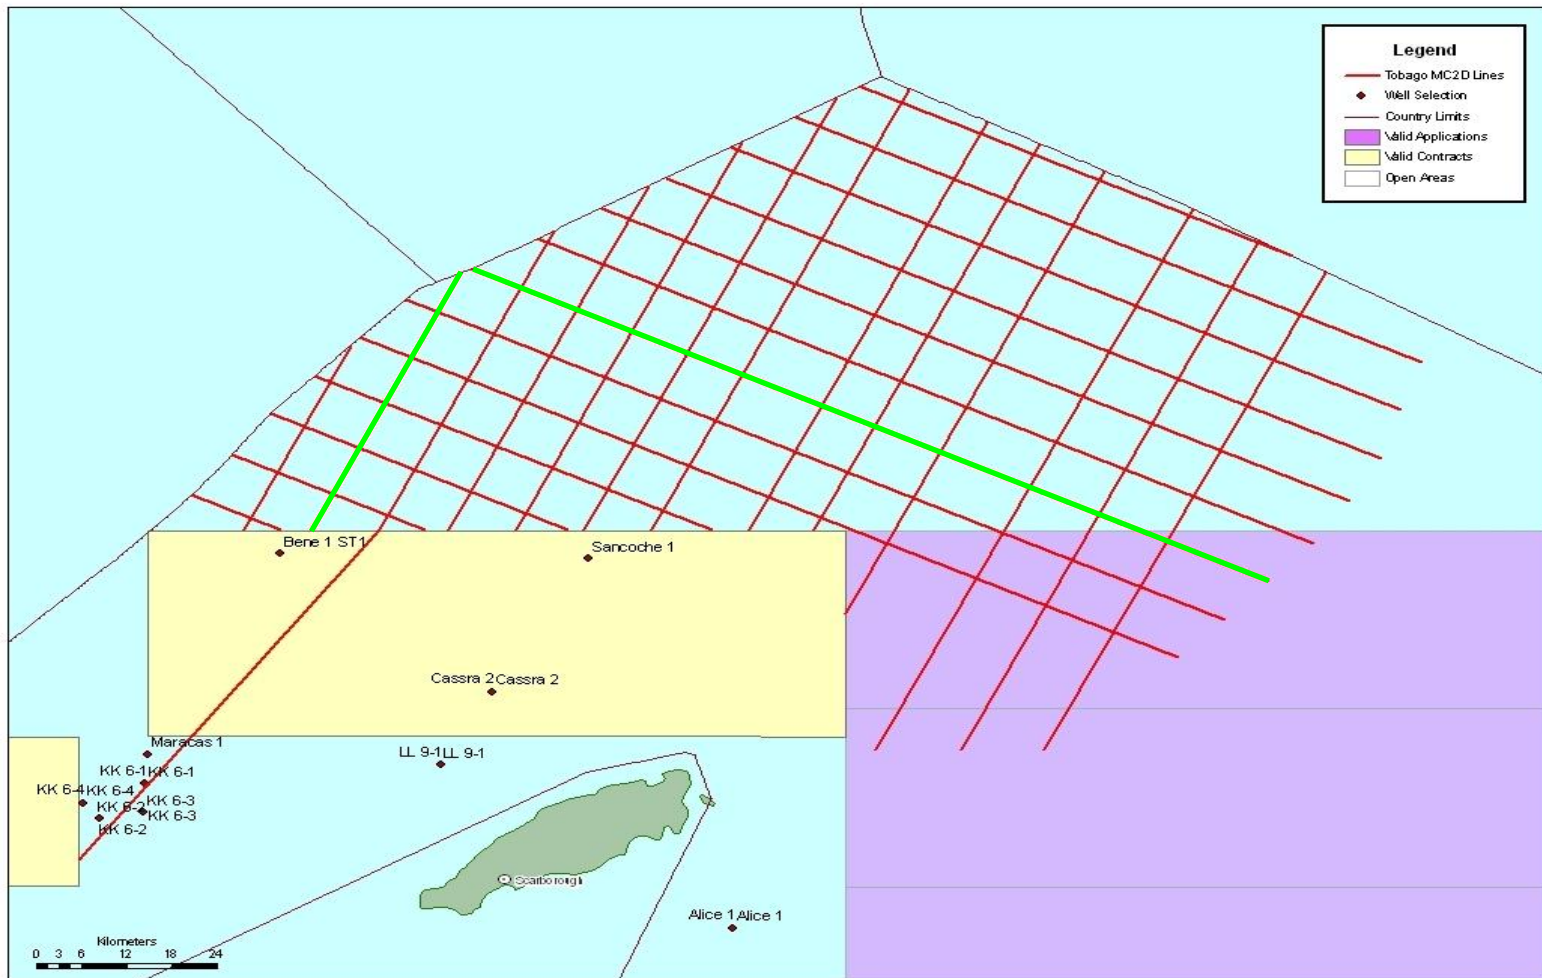 Legend
Tobago MC2D Lines
Well Selection
Country Limits
Valid Applications
Valid Contracts
Open Areas
Bene 1 ST1
Sancoche 1
Cassra 2 Cassra 2
Maracas 1
LL 9-1 LL 9-1
KK 6-1 KK 6-1
KK 6-4 KK 6-4
KK 6-2 KK 6-3
KK 6-3
KK 6-2
Scarborough
Alice 1 Alice 1
Kilometers
0 3 6 12 18 24